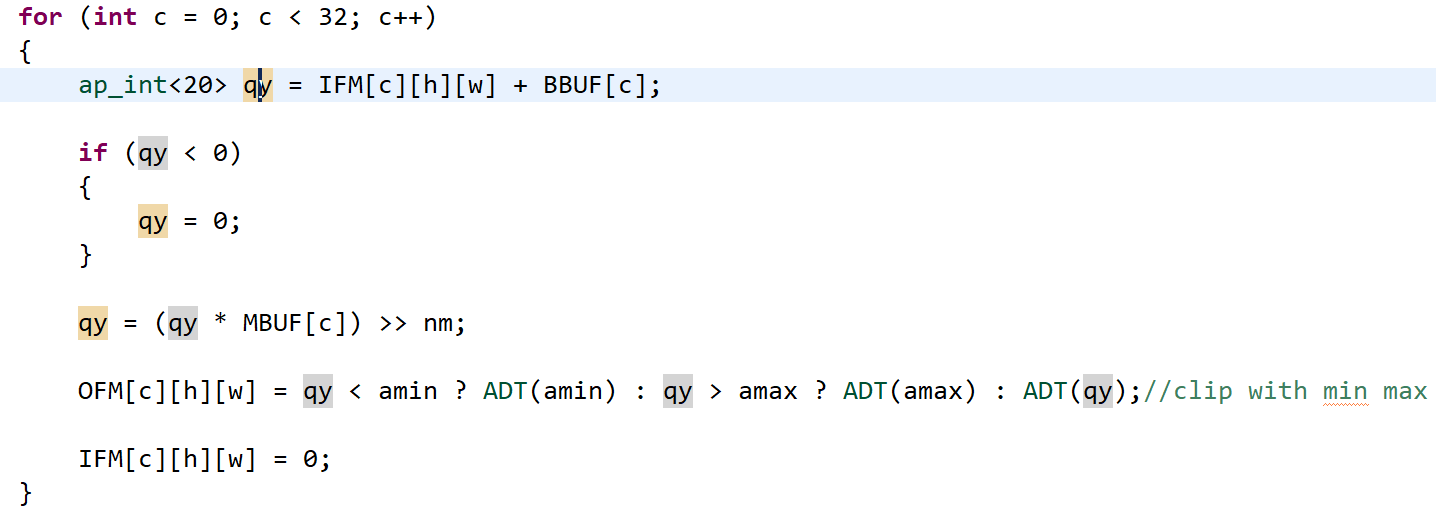 for (int c = 0; c < 32; c++)
{
ap_int<20> qy = IFM[c][h][w] + BBUF[c];
if (qy < 0)
{
qy = 0;
}
qy = (qy * MBUF[c]) >> nm;
OFM[c][h][w] = qy < amin ? ADT(amin) : qy > amax ? ADT(amax) : ADT(qy);//clip with min max
IFM[c][h][w] = 0;
}